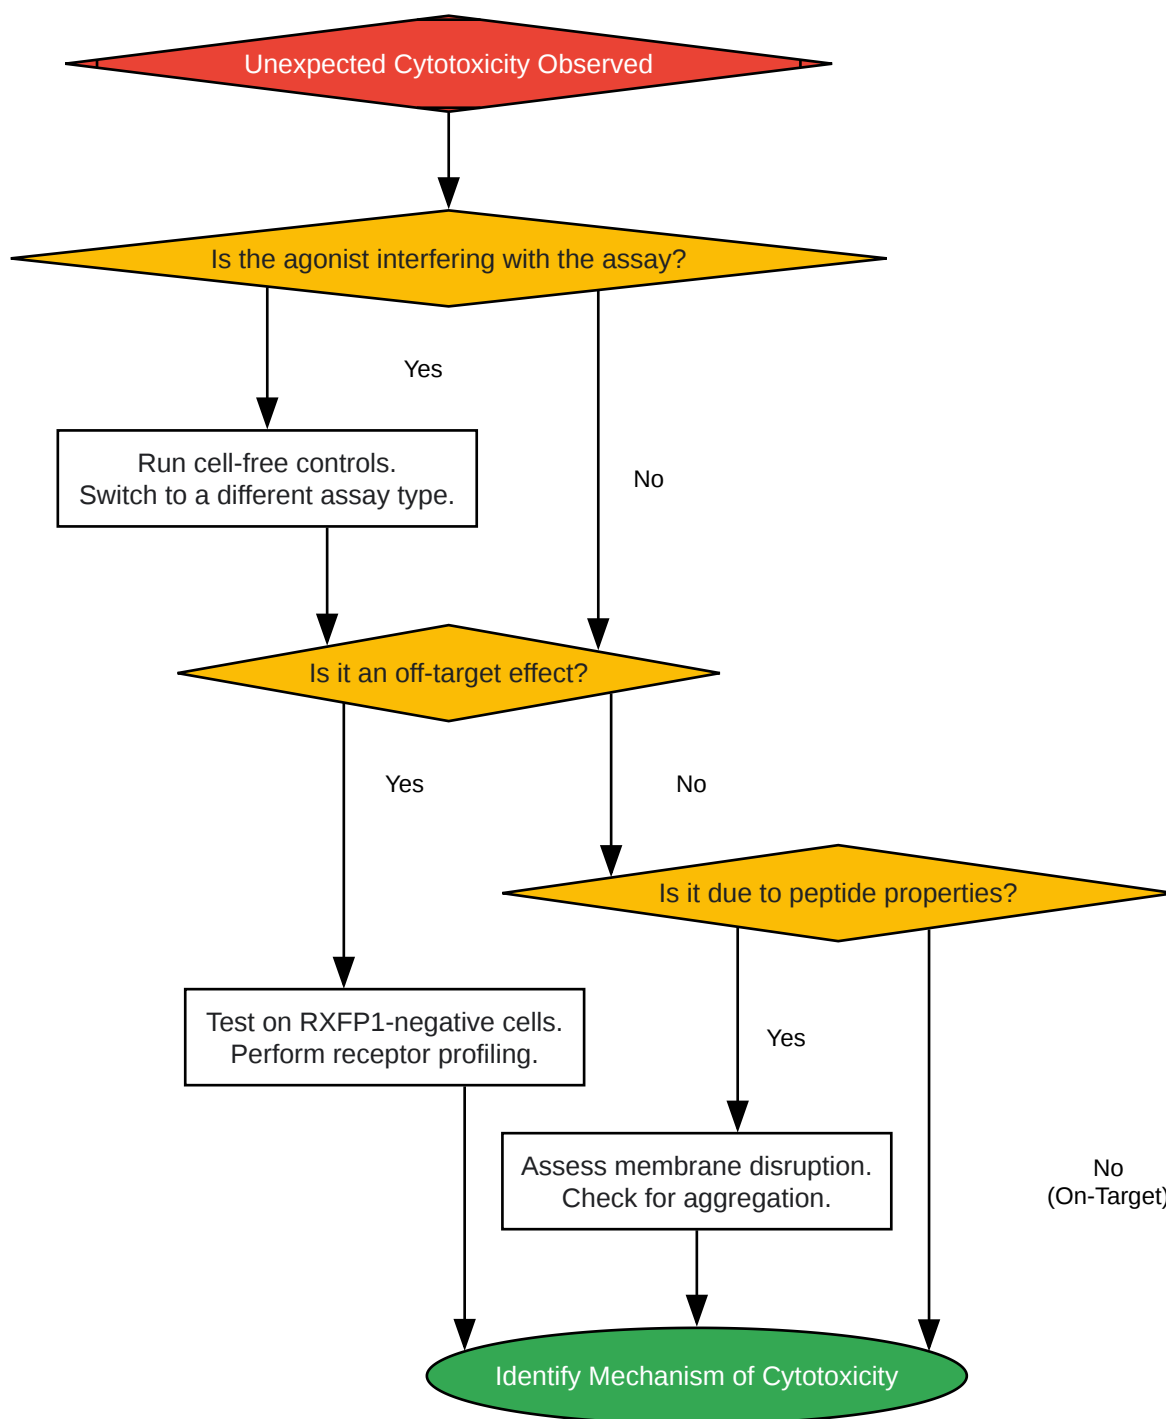 Unexpected Cytotoxicity Observed
Is the agonist interfering with the assay?
Yes
Run cell-free controls.
Switch to a different assay type.
No
Is it an off-target effect?
Yes
No
Is it due to peptide properties?
Test on RXFP1-negative cells.
Perform receptor profiling.
Yes
Assess membrane disruption.
Check for aggregation.
No
(On-Target)
Identify Mechanism of Cytotoxicity